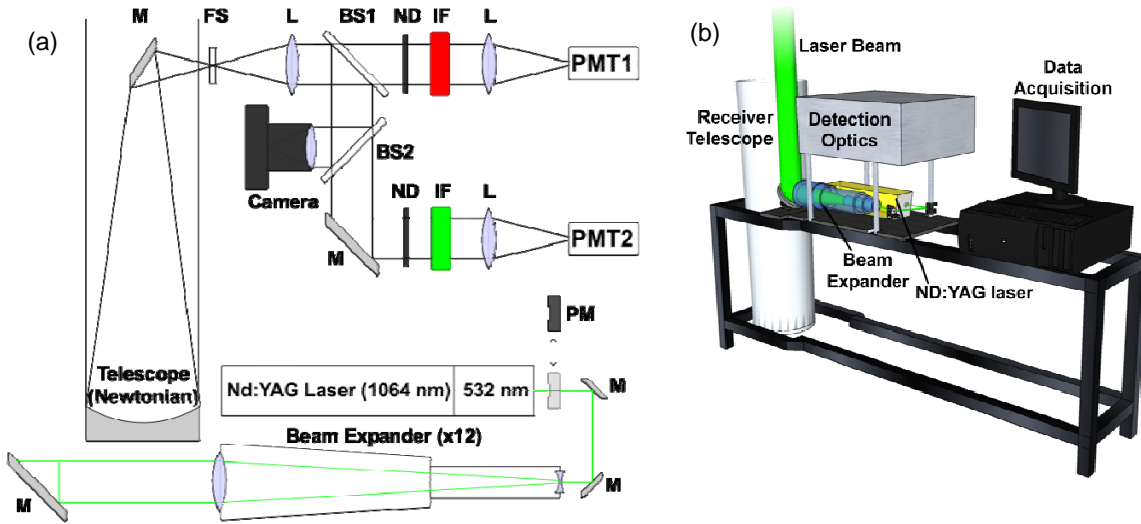 (a)
M FS L BS1 ND IF L
PMT1
BS2
Camera
ND IF L
M
PMT2
PM
Telescope
(Newtonian)
Nd:YAG Laser (1064 nm) 532 nm
M
Beam Expander (x12)
M
M
(b)
Laser Beam
Data
Acquisition
Receiver
Telescope
Detection
Optics
Beam
Expander
ND:YAG laser